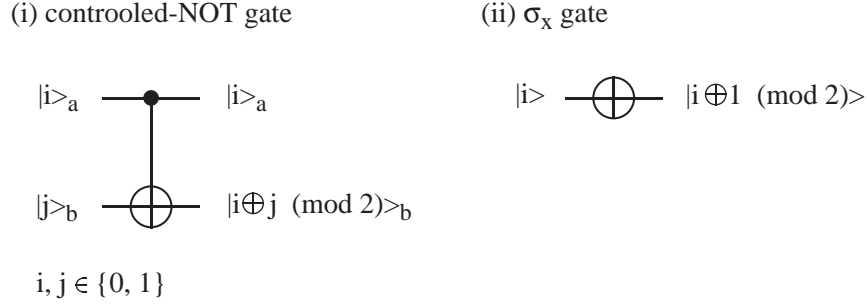 (i) controoled-NOT gate
(ii) σx gate
|i>a
|i>a
|i>
|i⊕1 (mod 2)>
|j>b
|i⊕j (mod 2)>b
i, j ∈ {0, 1}